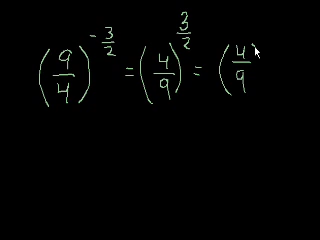 (9/4)^(-3/2) = (4/9)^(3/2) = (4/9)